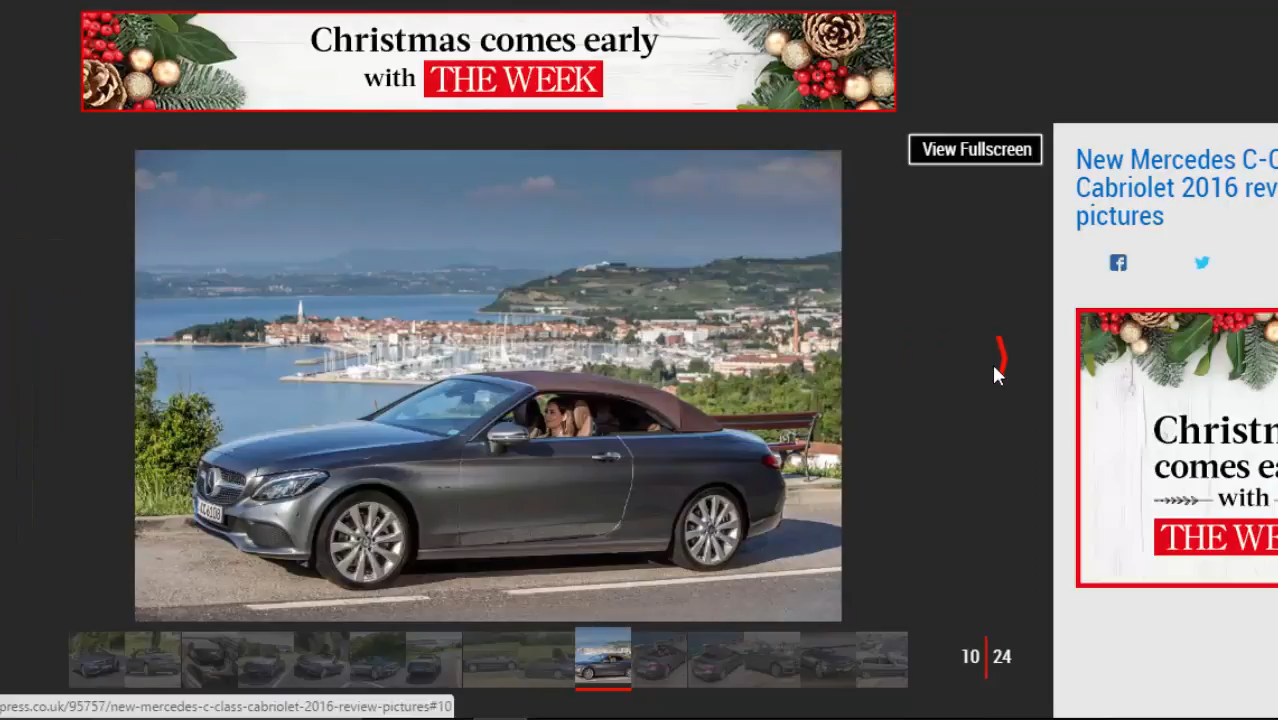 Christmas comes early
with THE WEEK
View Fullscreen
New Mercedes C-C
Cabriolet 2016 rev
pictures
Christm
comes ea
with
THE WE
10 24
press.co.uk/95757/new-mercedes-c-class-cabriolet-2016-review-pictures#10